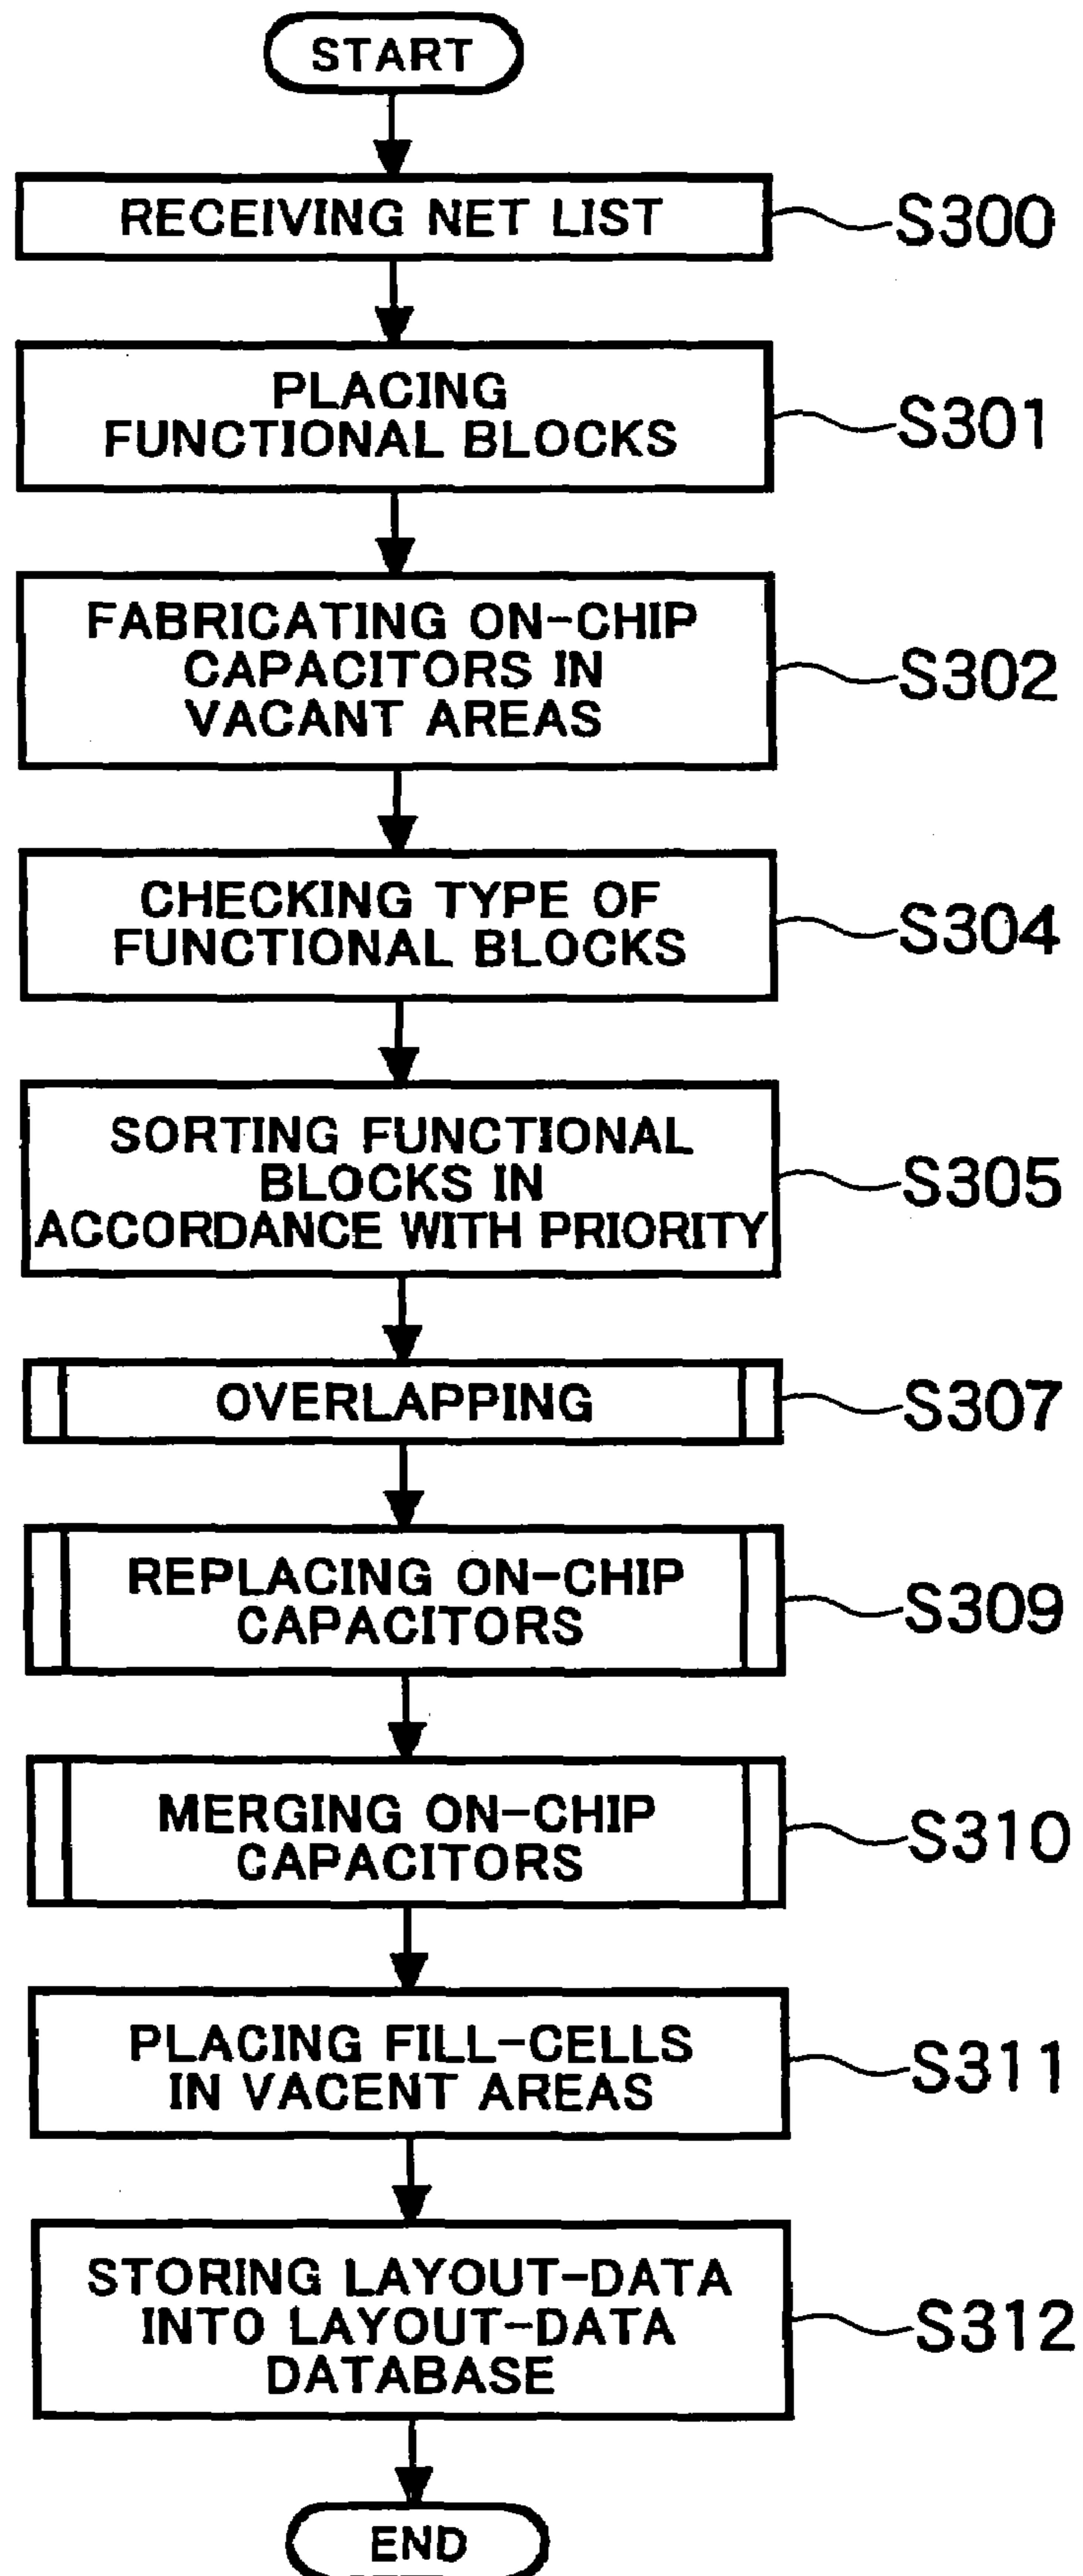 START
RECEIVING NET LIST
S300
PLACING
FUNCTIONAL BLOCKS
S301
FABRICATING ON-CHIP
CAPACITORS IN
VACANT AREAS
S302
CHECKING TYPE OF
FUNCTIONAL BLOCKS
S304
SORTING FUNCTIONAL
BLOCKS IN
ACCORDANCE WITH PRIORITY
S305
OVERLAPPING
S307
REPLACING ON-CHIP
CAPACITORS
S309
MERGING ON-CHIP
CAPACITORS
S310
PLACING FILL-CELLS
IN VACENT AREAS
S311
STORING LAYOUT-DATA
INTO LAYOUT-DATA
DATABASE
S312
END